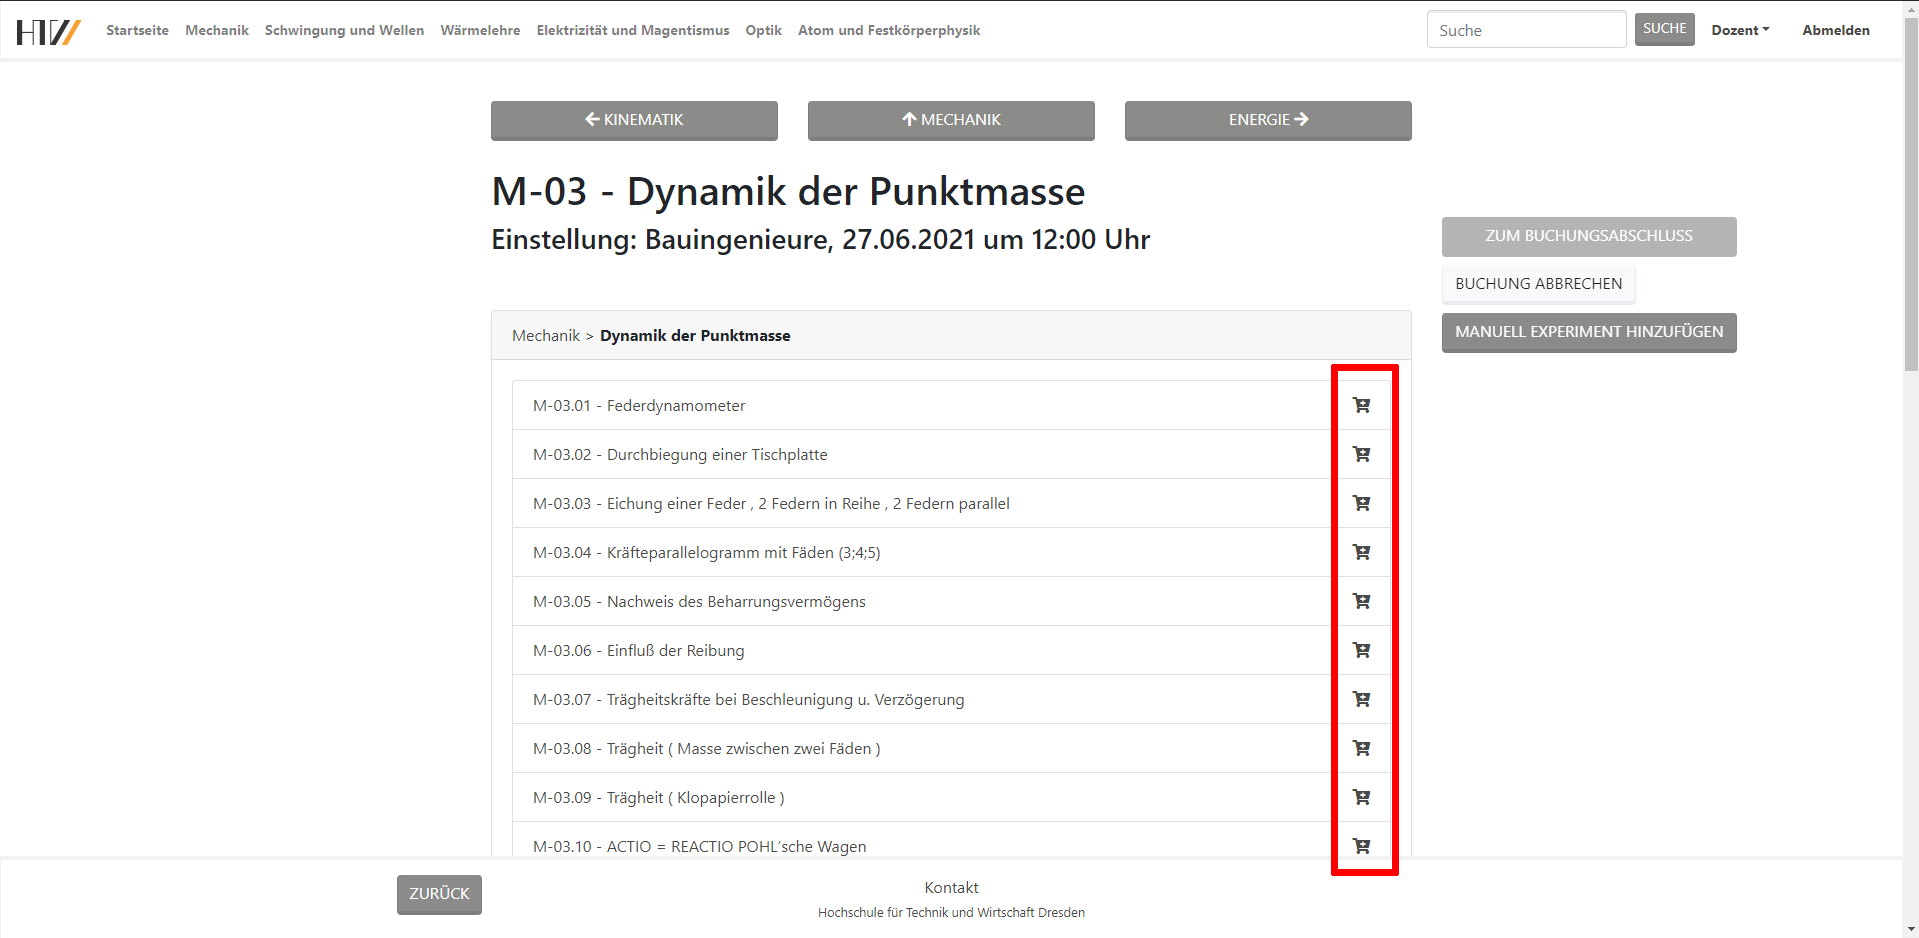 HTW
Startseite Mechanik Schwingung und Wellen Wärmelehre Elektrizität und Magentismus Optik Atom und Festkörperphysik Suche SUCHE Dozent Abmelden
← KINEMATIK ↑ MECHANIK ENERGIE →
M-03 - Dynamik der Punktmasse
Einstellung: Bauingenieure, 27.06.2021 um 12:00 Uhr
ZUM BUCHUNGSABSCHLUSS
BUCHUNG ABBRECHEN
MANUELL EXPERIMENT HINZUFÜGEN
Mechanik > Dynamik der Punktmasse
M-03.01 - Federdynamometer
M-03.02 - Durchbiegung einer Tischplatte
M-03.03 - Eichung einer Feder , 2 Federn in Reihe , 2 Federn parallel
M-03.04 - Kräfteparallelogramm mit Fäden (3;4;5)
M-03.05 - Nachweis des Beharrungsvermögens
M-03.06 - Einfluß der Reibung
M-03.07 - Trägheitskräfte bei Beschleunigung u. Verzögerung
M-03.08 - Trägheit ( Masse zwischen zwei Fäden )
M-03.09 - Trägheit ( Klopapierrolle )
M-03.10 - ACTIO = REACTIO POHL´sche Wagen
ZURÜCK
Kontakt
Hochschule für Technik und Wirtschaft Dresden